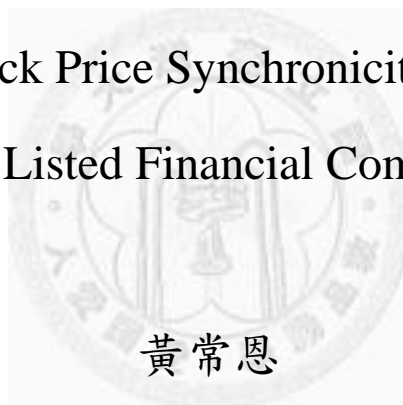 ck Price Synchronicit
Listed Financial Con
黃常恩